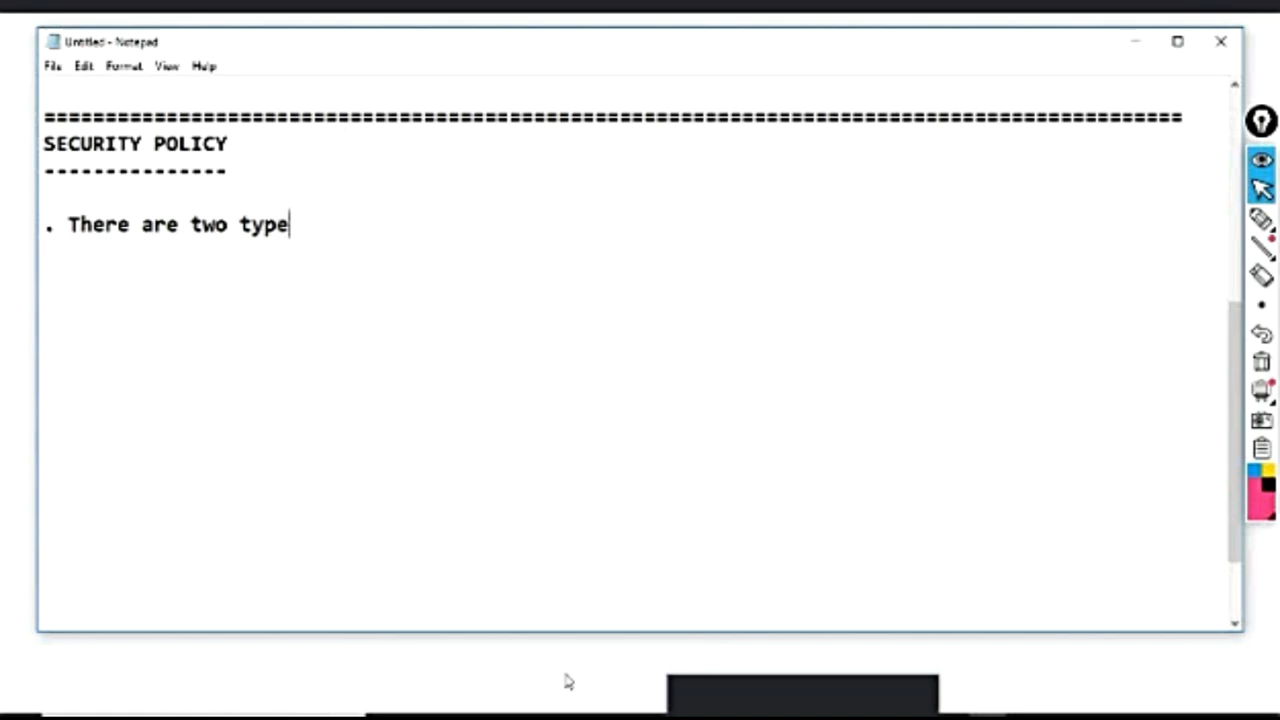 Untitled - Notepad
File Edit Format View Help
===============================================================================================
SECURITY POLICY
---------------
. There are two type